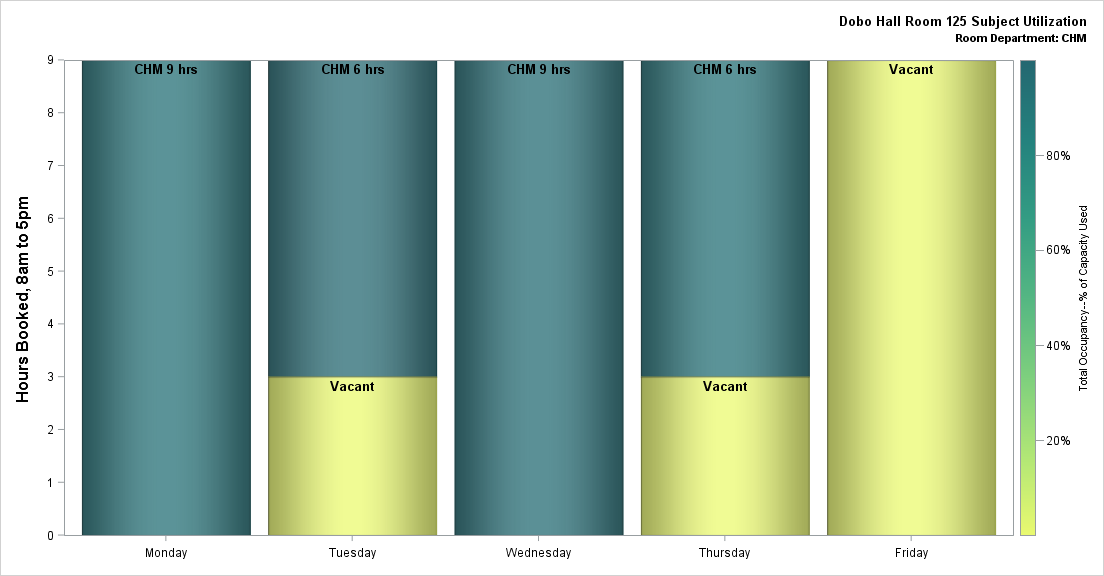 Dobo Hall Room 125 Subject Utilization
Room Department: CHM
Hours Booked, 8am to 5pm
9
8
7
6
5
4
3
2
1
0
CHM 9 hrs
CHM 6 hrs
CHM 9 hrs
CHM 6 hrs
Vacant
Vacant
Vacant
Monday
Tuesday
Wednesday
Thursday
Friday
80%
60%
40%
20%
Total Occupancy--% of Capacity Used